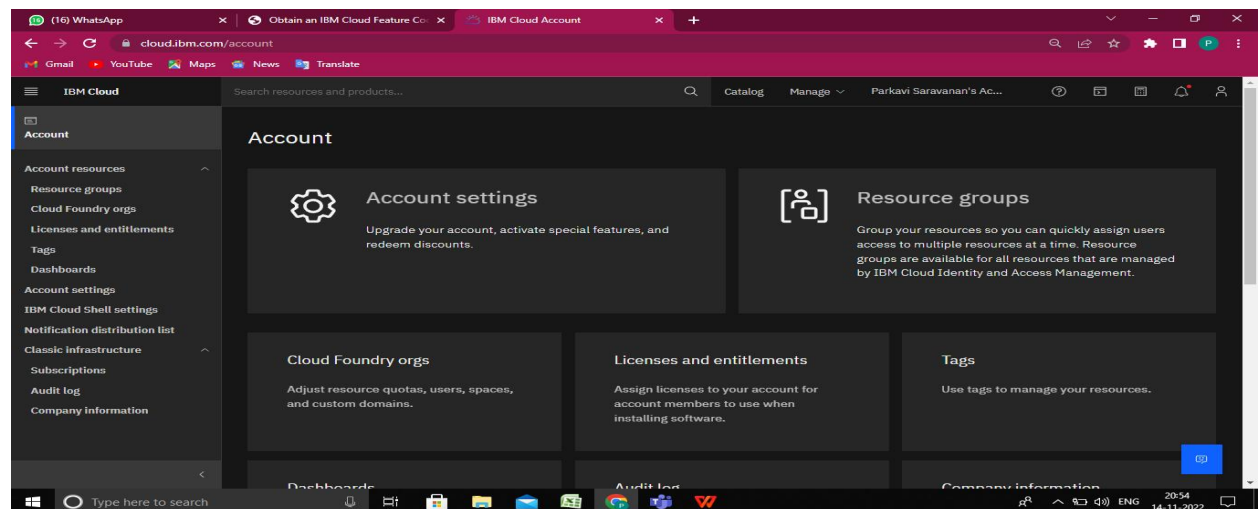 (16) WhatsApp
Obtain an IBM Cloud Feature Co
IBM Cloud Account
cloud.ibm.com/account
P
Gmail
YouTube
Maps
News
Translate
IBM Cloud
Search resources and products...
Catalog
Manage
Parkavi Saravanan's Ac...
Account
Account resources
Resource groups
Cloud Foundry orgs
Licenses and entitlements
Tags
Dashboards
Account settings
IBM Cloud Shell settings
Notification distribution list
Classic infrastructure
Subscriptions
Audit log
Company information
Account
Account settings
Upgrade your account, activate special features, and
redeem discounts.
Resource groups
Group your resources so you can quickly assign users
access to multiple resources at a time. Resource
groups are available for all resources that are managed
by IBM Cloud Identity and Access Management.
Cloud Foundry orgs
Adjust resource quotas, users, spaces,
and custom domains.
Licenses and entitlements
Assign licenses to your account for
account members to use when
installing software.
Tags
Use tags to manage your resources.
Dashboards
Audit log
Company information
Type here to search
ENG
20:54
14-11-2022